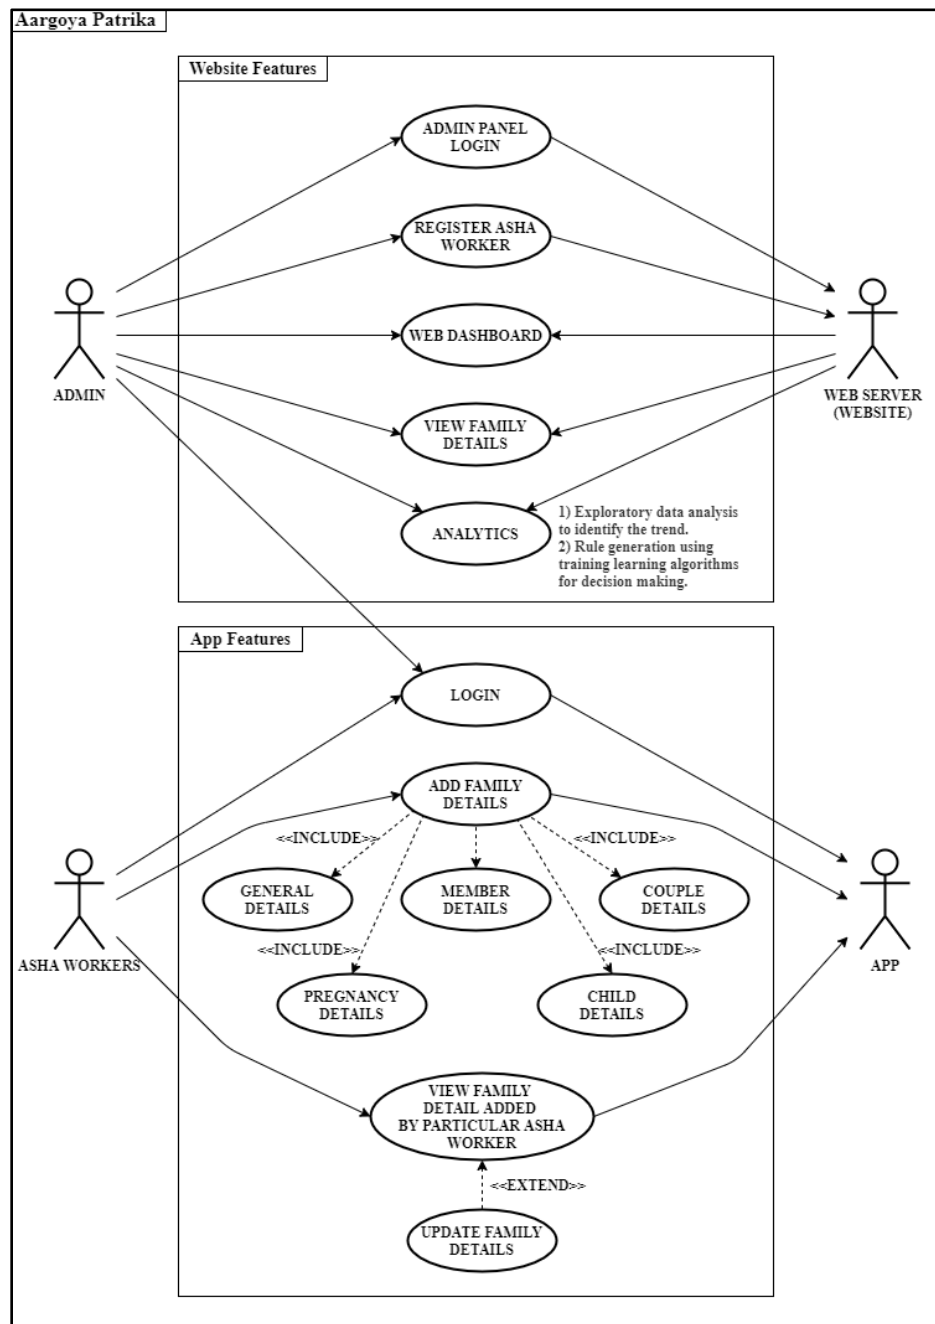 Aargoya Patrika
Website Features
ADMIN PANEL
LOGIN
REGISTER ASHA
WORKER
WEB DASHBOARD
ADMIN
WEB SERVER
(WEBSITE)
VIEW FAMILY
DETAILS
ANALYTICS
1) Exploratory data analysis
to identify the trend.
2) Rule generation using
training learning algorithms
for decision making.
App Features
LOGIN
ADD FAMILY
DETAILS
<<INCLUDE>>
<<INCLUDE>>
GENERAL
DETAILS
MEMBER
DETAILS
COUPLE
DETAILS
<<INCLUDE>>
<<INCLUDE>>
ASHA WORKERS
APP
PREGNANCY
DETAILS
CHILD
DETAILS
VIEW FAMILY
DETAIL ADDED
BY PARTICULAR ASHA
WORKER
<<EXTEND>>
UPDATE FAMILY
DETAILS